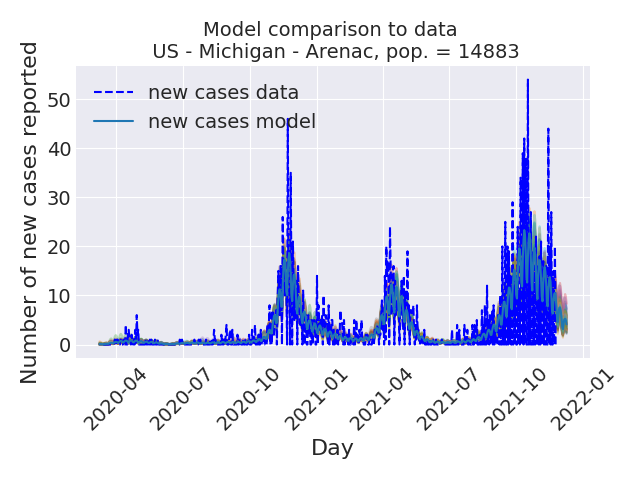 Model comparison to data
US - Michigan - Arenac, pop. = 14883
new cases data
new cases model
Number of new cases reported
50
40
30
20
10
0
2020-04
2020-07
2020-10
2021-01
2021-04
2021-07
2021-10
2022-01
Day